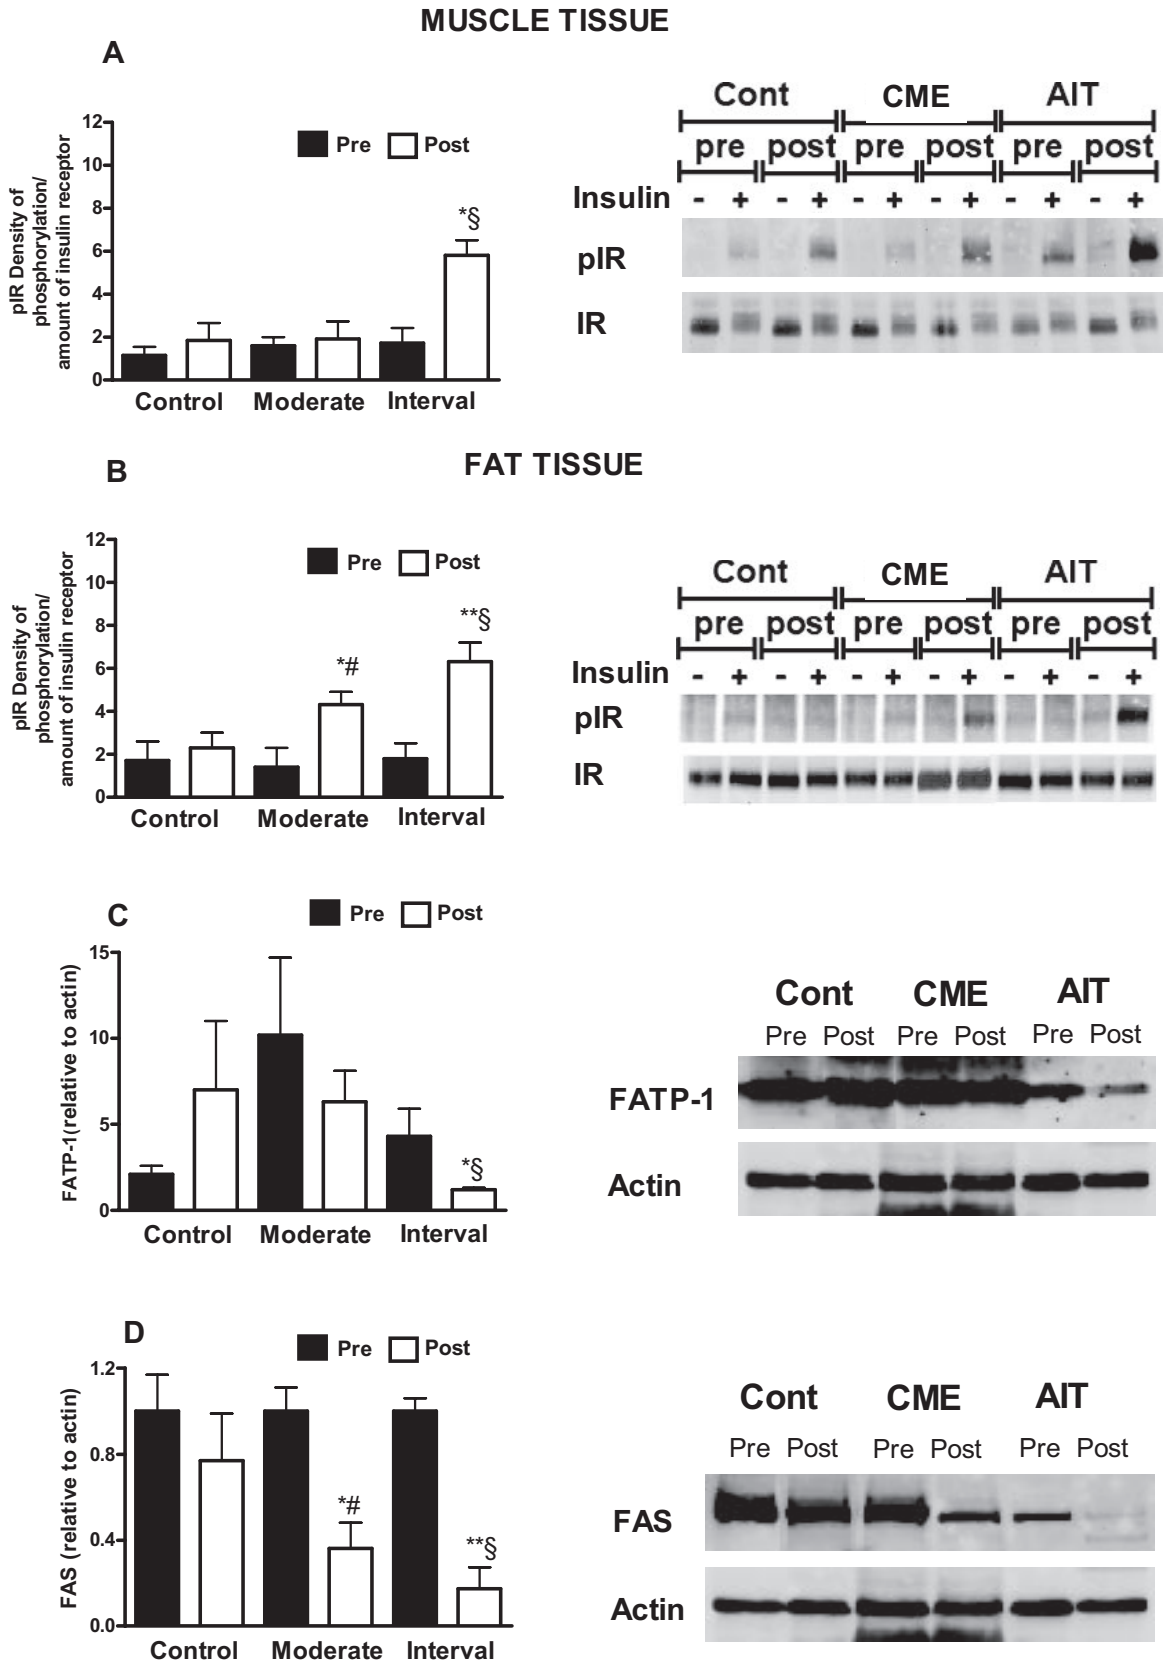 MUSCLE TISSUE
A
pIR Density of
phosphorylation/
amount of insulin receptor
12
10
8
6
4
2
0
Pre Post
*§
Control Moderate Interval
Cont CME AIT
pre post pre post pre post
Insulin - + - + - + - + - + - +
pIR
IR
B
FAT TISSUE
pIR Density of
phosphorylation/
amount of insulin receptor
12
10
8
6
4
2
0
Pre Post
*#
**§
Control Moderate Interval
Cont CME AIT
pre post pre post pre post
Insulin - + - + - + - + - + - +
pIR
IR
C
FATP-1(relative to actin)
15
10
5
0
Pre Post
*§
Control Moderate Interval
Cont CME AIT
Pre Post Pre Post Pre Post
FATP-1
Actin
D
FAS (relative to actin)
1.2
0.8
0.4
0.0
Pre Post
*#
**§
Control Moderate Interval
Cont CME AIT
Pre Post Pre Post Pre Post
FAS
Actin